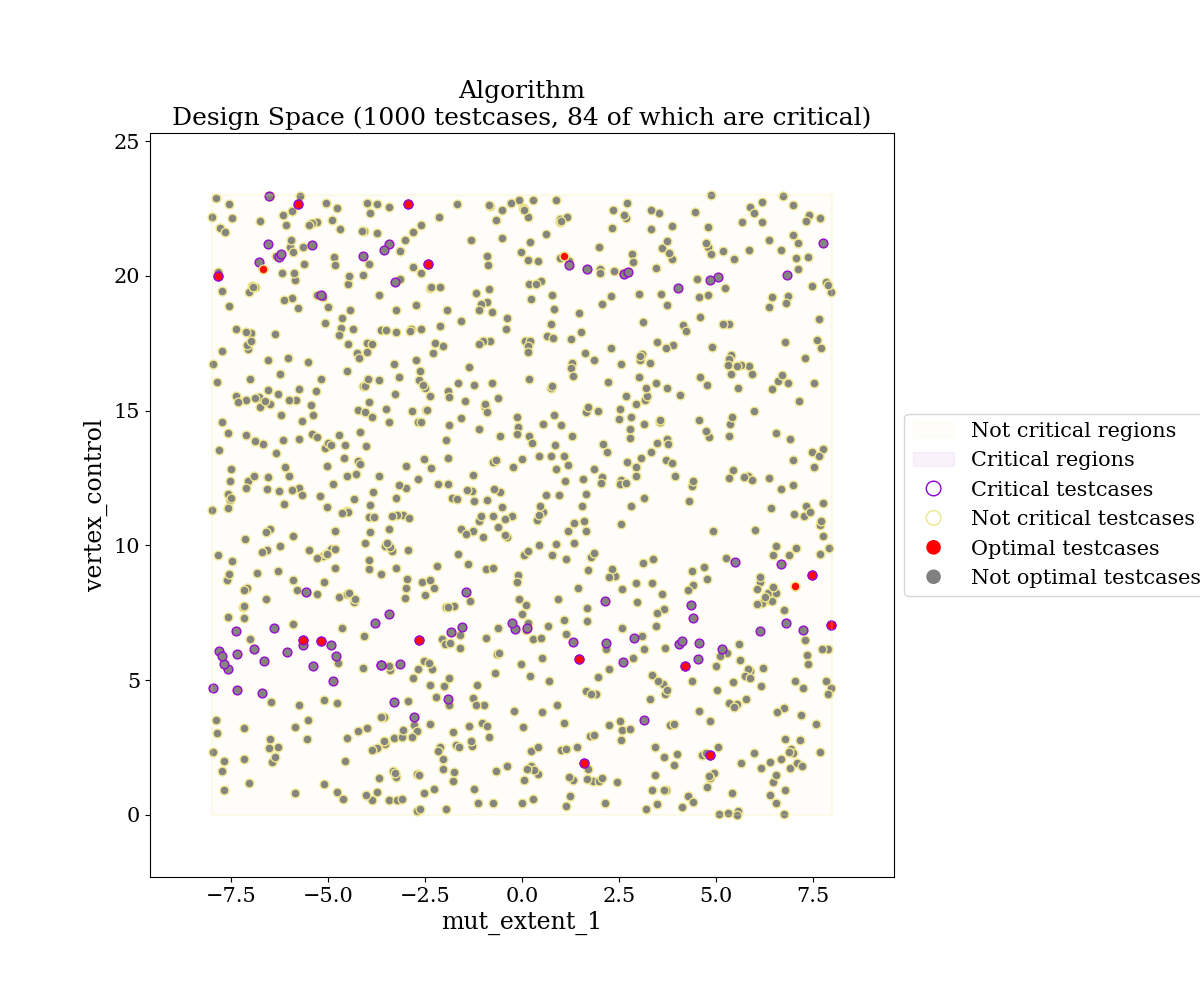 Algorithm
Design Space (1000 testcases, 84 of which are critical)
25
20
15
10
5
0
vertex_control
−7.5
−5.0
−2.5
0.0
2.5
5.0
7.5
mut_extent_1
Not critical regions
Critical regions
Critical testcases
Not critical testcases
Optimal testcases
Not optimal testcases